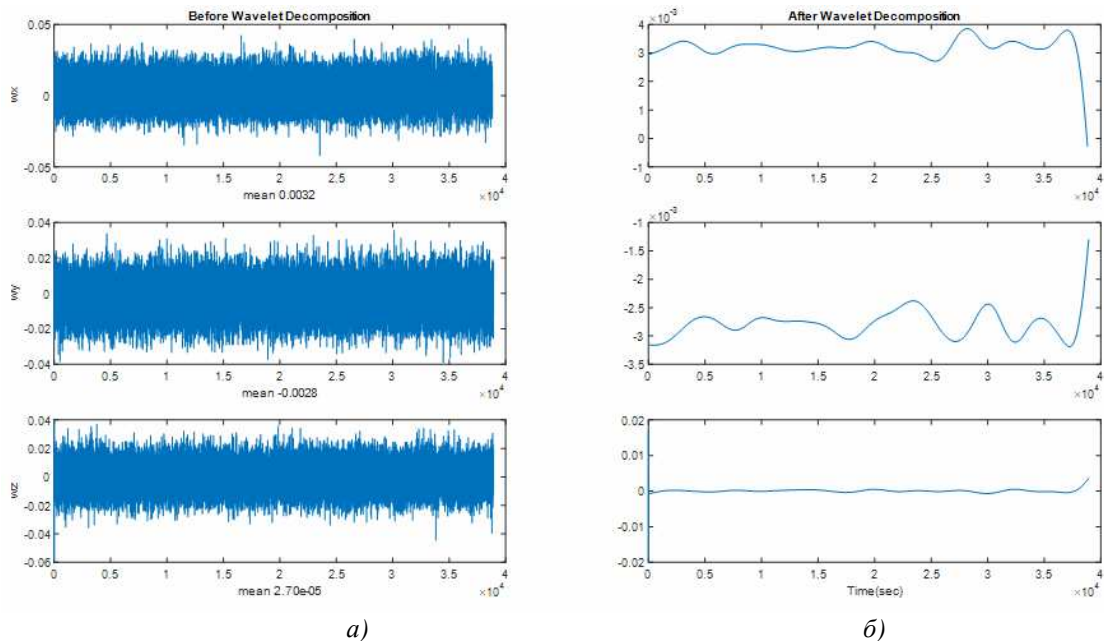 Before Wavelet Decomposition
0.05
0
-0.05
wx
0 0.5 1 1.5 2 2.5 3 3.5 4
×10^4
mean 0.0032
0.04
0.02
0
-0.02
-0.04
wy
0 0.5 1 1.5 2 2.5 3 3.5 4
×10^4
mean -0.0028
0.04
0.02
0
-0.02
-0.04
-0.06
wz
0 0.5 1 1.5 2 2.5 3 3.5 4
×10^4
mean 2.70e-05
а)
After Wavelet Decomposition
×10^-3
4
3
2
1
0
-1
0 0.5 1 1.5 2 2.5 3 3.5 4
×10^4
×10^-3
-1
-1.5
-2
-2.5
-3
-3.5
0 0.5 1 1.5 2 2.5 3 3.5 4
×10^4
0.02
0.01
0
-0.01
-0.02
0 0.5 1 1.5 2 2.5 3 3.5 4
×10^4
Time(sec)
б)